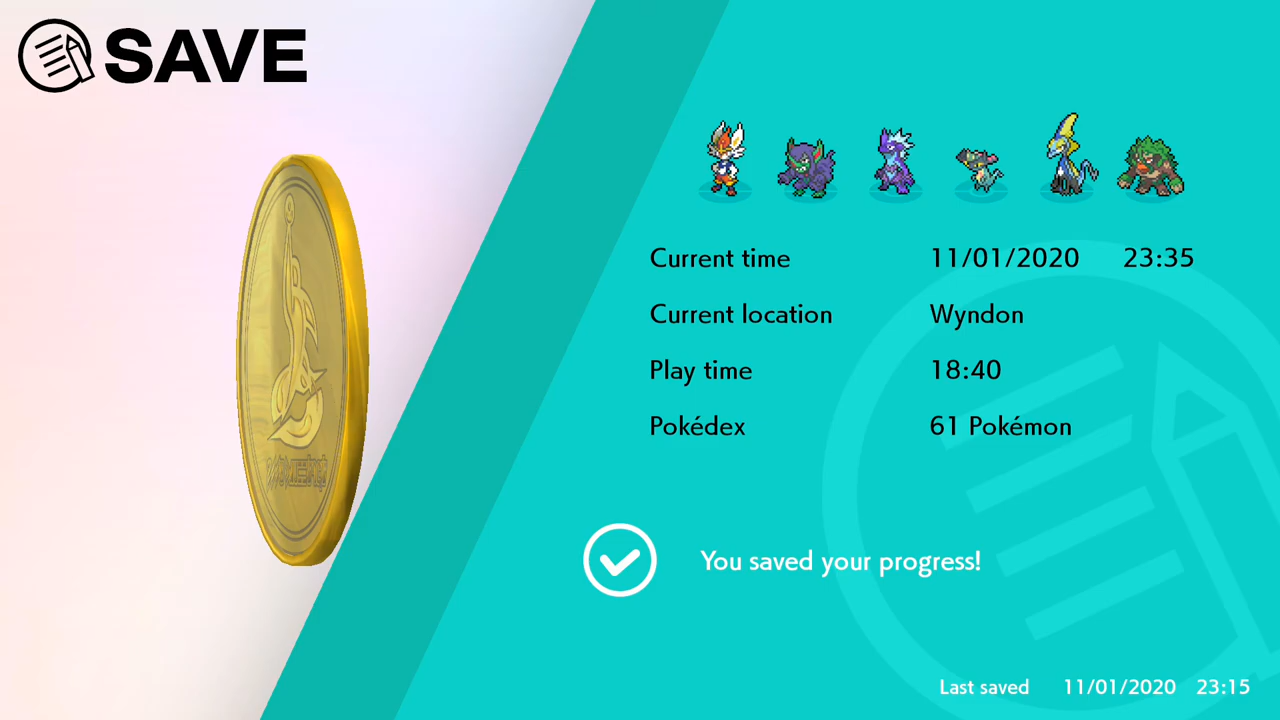 SAVE
Current time 11/01/2020 23:35
Current location Wyndon
Play time 18:40
Pokédex 61 Pokémon
You saved your progress!
Last saved 11/01/2020 23:15